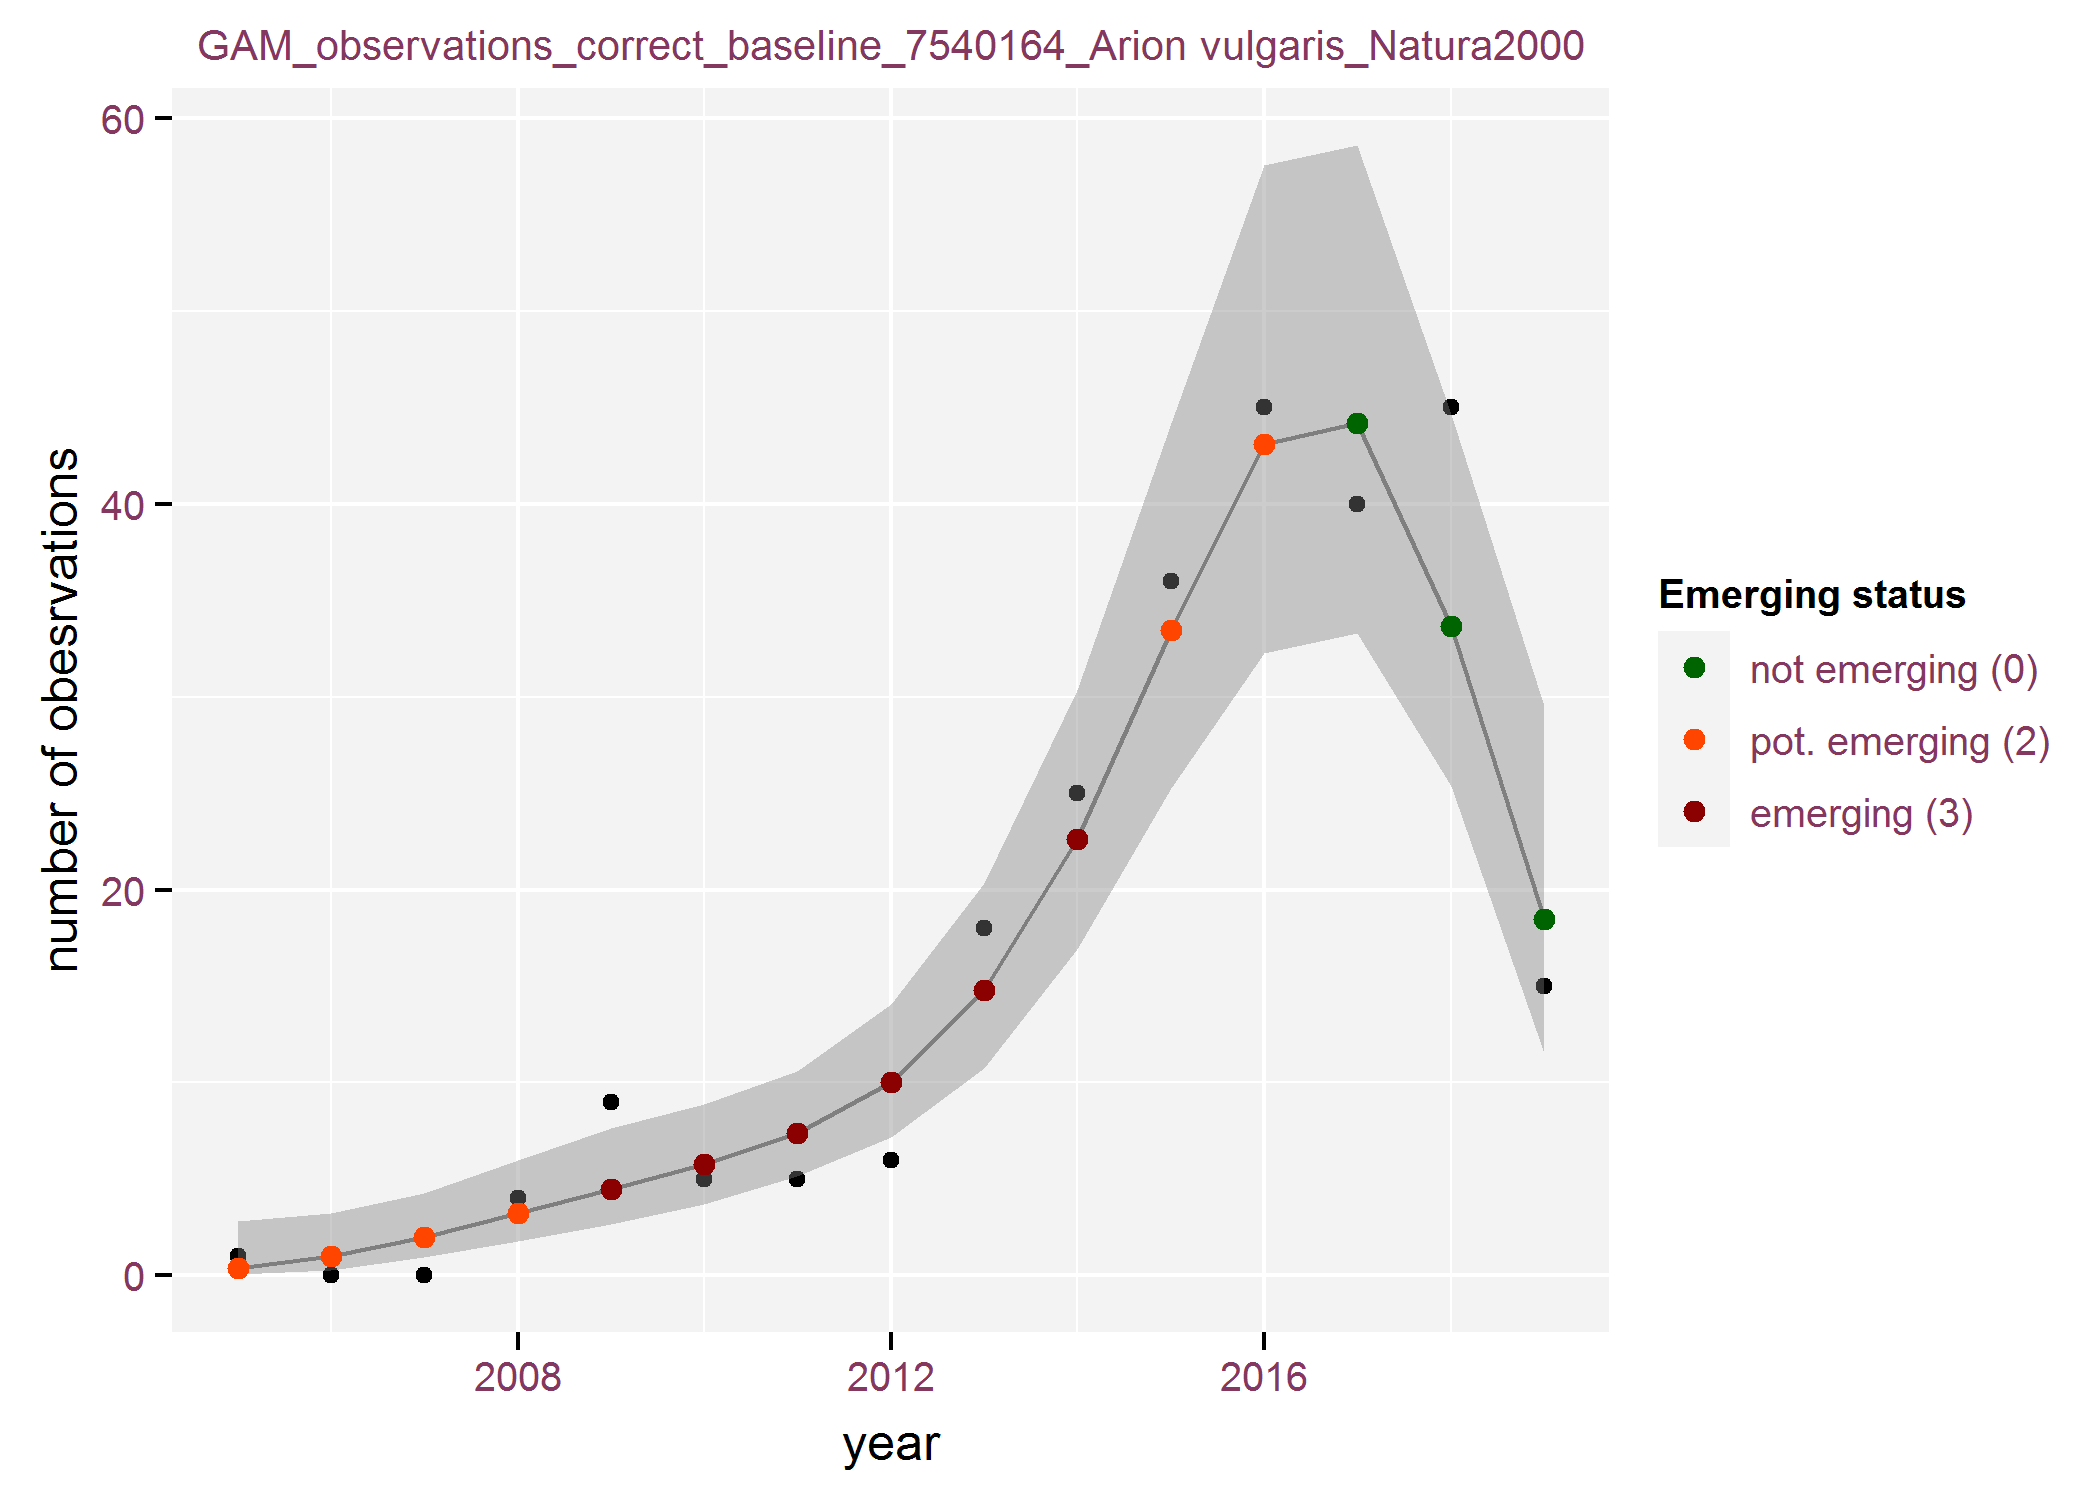 GAM_observations_correct_baseline_7540164_Arion vulgaris_Natura2000
60
40
20
0
number of obesrvations
2008 2012 2016
year
Emerging status
not emerging (0)
pot. emerging (2)
emerging (3)